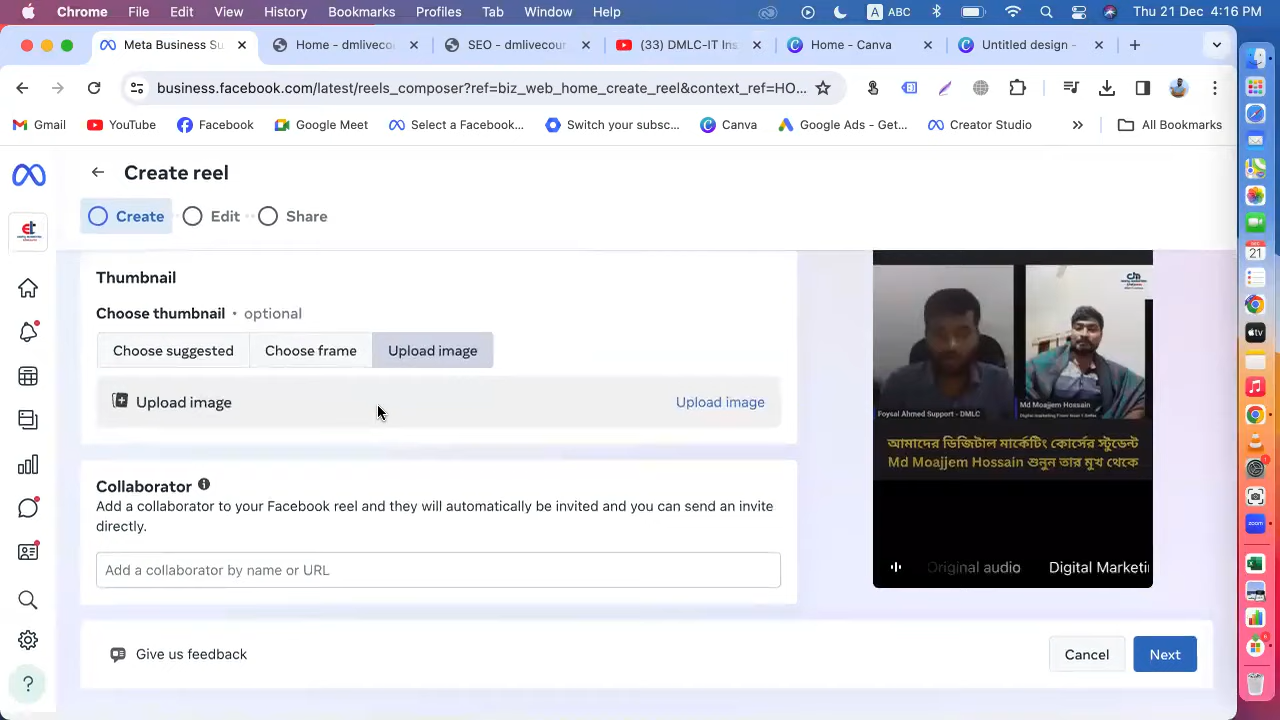 Chrome File Edit View History Bookmarks Profiles Tab Window Help A ABC Thu 21 Dec 4:16 PM
Meta Business Su Home - dmliveco SEO - dmlivecou (33) DMLC-IT Ins Home - Canva Untitled design -
business.facebook.com/latest/reels_composer?ref=biz_web_home_create_reel&context_ref=HO...
Gmail YouTube Facebook Google Meet Select a Facebook... Switch your subsc... Canva Google Ads - Get... Creator Studio » All Bookmarks
Create reel
Create Edit Share
Thumbnail
Choose thumbnail • optional
Choose suggested Choose frame Upload image
Upload image Upload image
Collaborator
Add a collaborator to your Facebook reel and they will automatically be invited and you can send an invite
directly.
Add a collaborator by name or URL
Foysal Ahmed Support - DMLC
Md Moajjem Hossain
আমাদের ডিজিটাল মার্কেটিং কোর্সের স্টুডেন্ট
Md Moajjem Hossain শুনুন তার মুখ থেকে
Original audio Digital Marketi
Give us feedback
Cancel Next